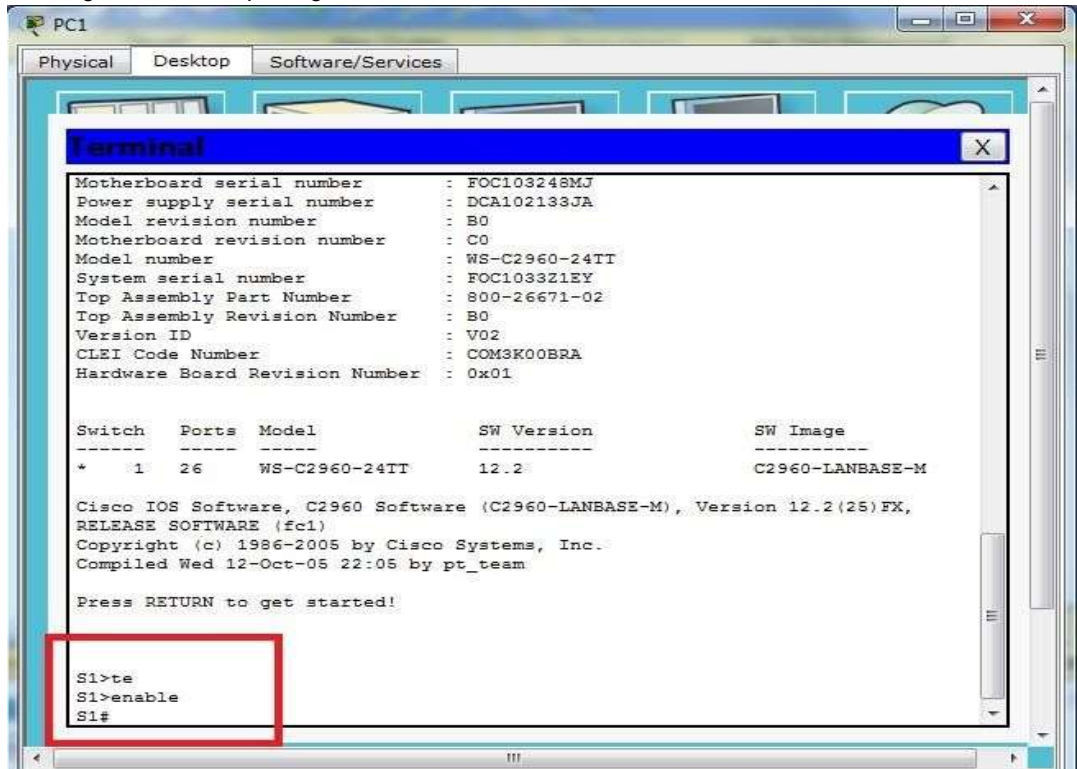 PC1
Physical Desktop Software/Services
Terminal
X
Motherboard serial number : FOC103248MJ
Power supply serial number : DCA102133JA
Model revision number : B0
Motherboard revision number : C0
Model number : WS-C2960-24TT
System serial number : FOC1033Z1EY
Top Assembly Part Number : 800-26671-02
Top Assembly Revision Number : B0
Version ID : V02
CLEI Code Number : COM3K00BRA
Hardware Board Revision Number : 0x01
Switch Ports Model SW Version SW Image
------ ----- ----- ---------- ----------
* 1 26 WS-C2960-24TT 12.2 C2960-LANBASE-M
Cisco IOS Software, C2960 Software (C2960-LANBASE-M), Version 12.2(25)FX,
RELEASE SOFTWARE (fc1)
Copyright (c) 1986-2005 by Cisco Systems, Inc.
Compiled Wed 12-Oct-05 22:05 by pt_team
Press RETURN to get started!
S1>te
S1>enable
S1#